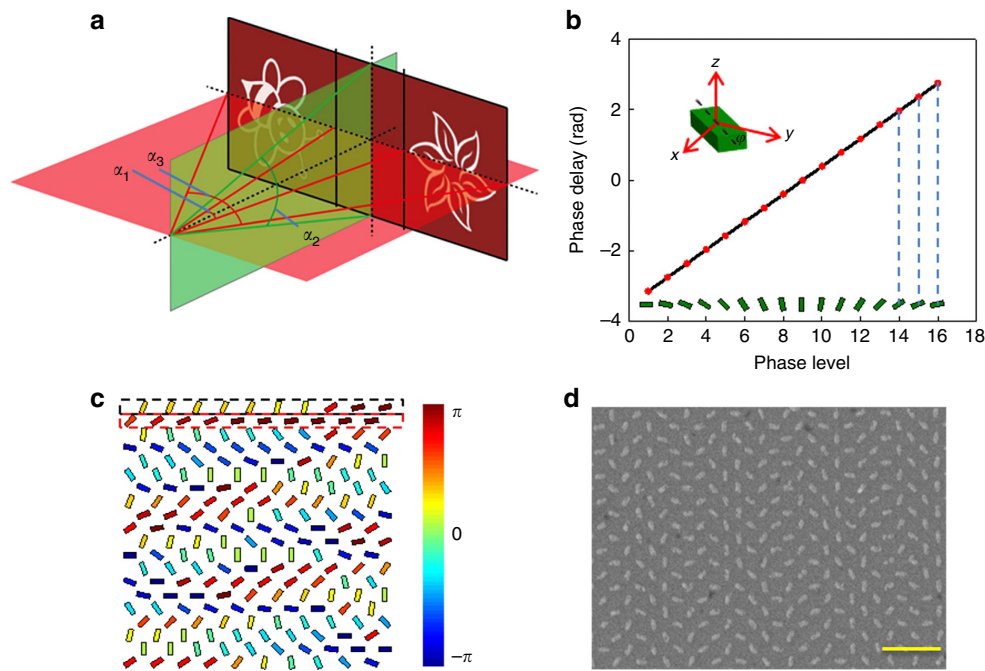 a
α3
α1
α2
b
4
2
0
−2
−4
Phase delay (rad)
z
y
x
φ
0 2 4 6 8 10 12 14 16 18
Phase level
c
π
0
−π
d